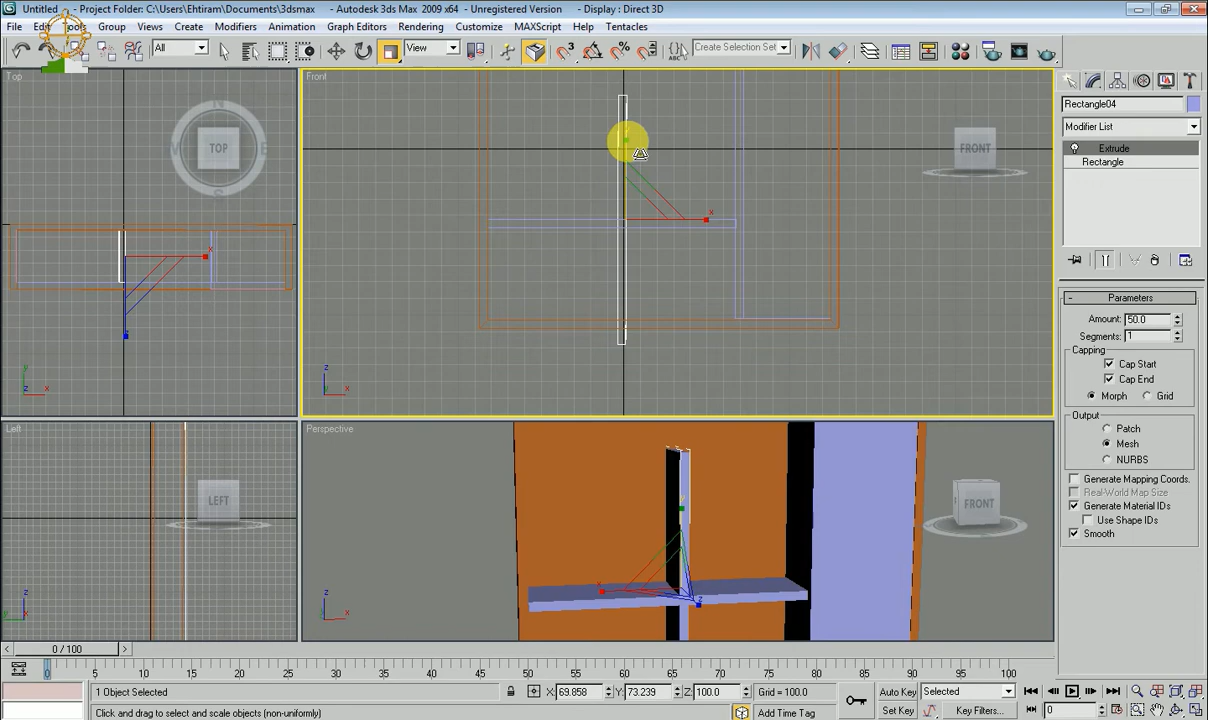 Untitled - Project Folder: C:\Users\Ehtiram\Documents\3dsmax - Autodesk 3ds Max 2009 x64 - Unregistered Version - Display : Direct 3D
File Edit Tools Group Views Create Modifiers Animation Graph Editors Rendering Customize MAXScript Help Tentacles
All View Create Selection Set
Top Front
Rectangle04
TOP FRONT
Modifier List
Extrude
Rectangle
Parameters
Amount: 50.0
Segments: 1
Capping
Cap Start
Cap End
Morph Grid
Output
Left Perspective
Patch
Mesh
NURBS
LEFT FRONT
Generate Mapping Coords.
Real-World Map Size
Generate Material IDs
Use Shape IDs
Smooth
0 / 100
0 5 10 15 20 25 30 35 40 45 50 55 60 65 70 75 80 85 90 95 100
1 Object Selected X: 69.858 Y: 73.239 Z: 100.0 Grid = 100.0 Auto Key Selected
Click and drag to select and scale objects (non-uniformly) Add Time Tag Set Key Key Filters... 0